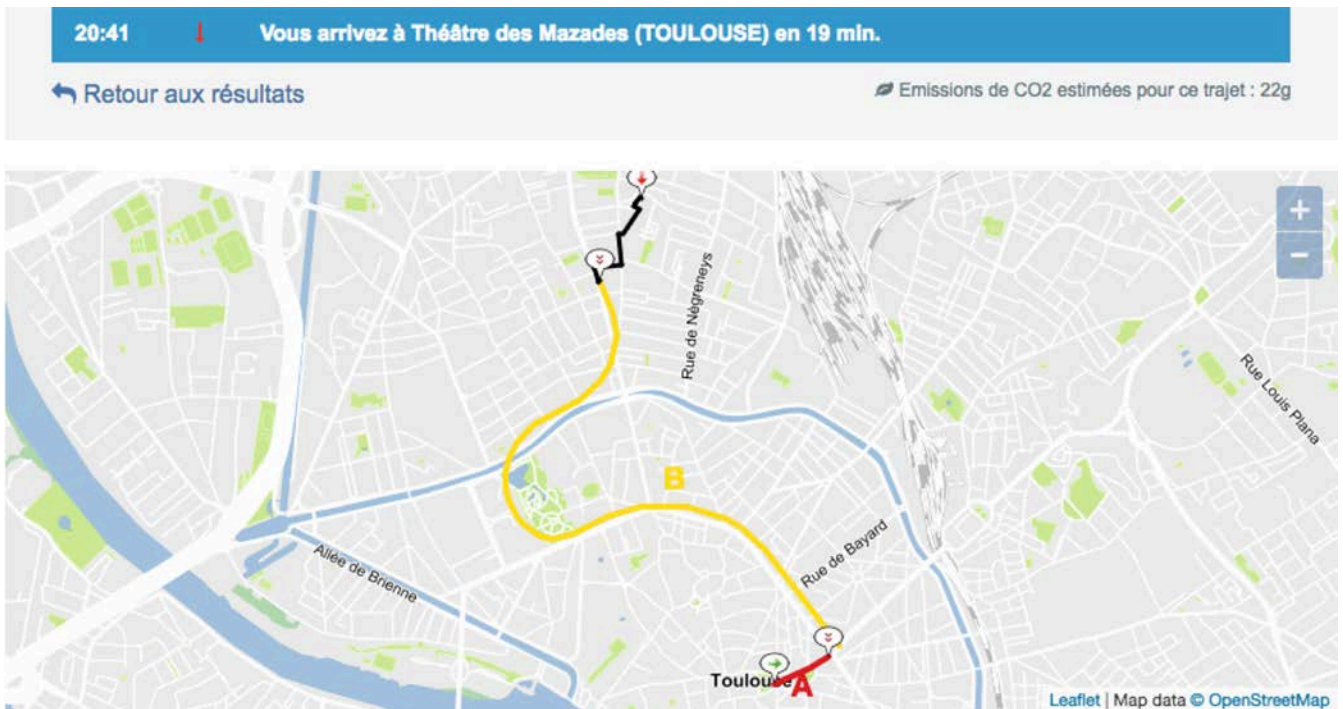 20:41 Vous arrivez à Théâtre des Mazades (TOULOUSE) en 19 min.
Retour aux résultats
Emissions de CO2 estimées pour ce trajet : 22g
+
−
Rue de Nègreneys
Rue Louis Plana
B
Rue de Bayard
Allée de Brienne
Toulouse
A
Leaflet | Map data © OpenStreetMap